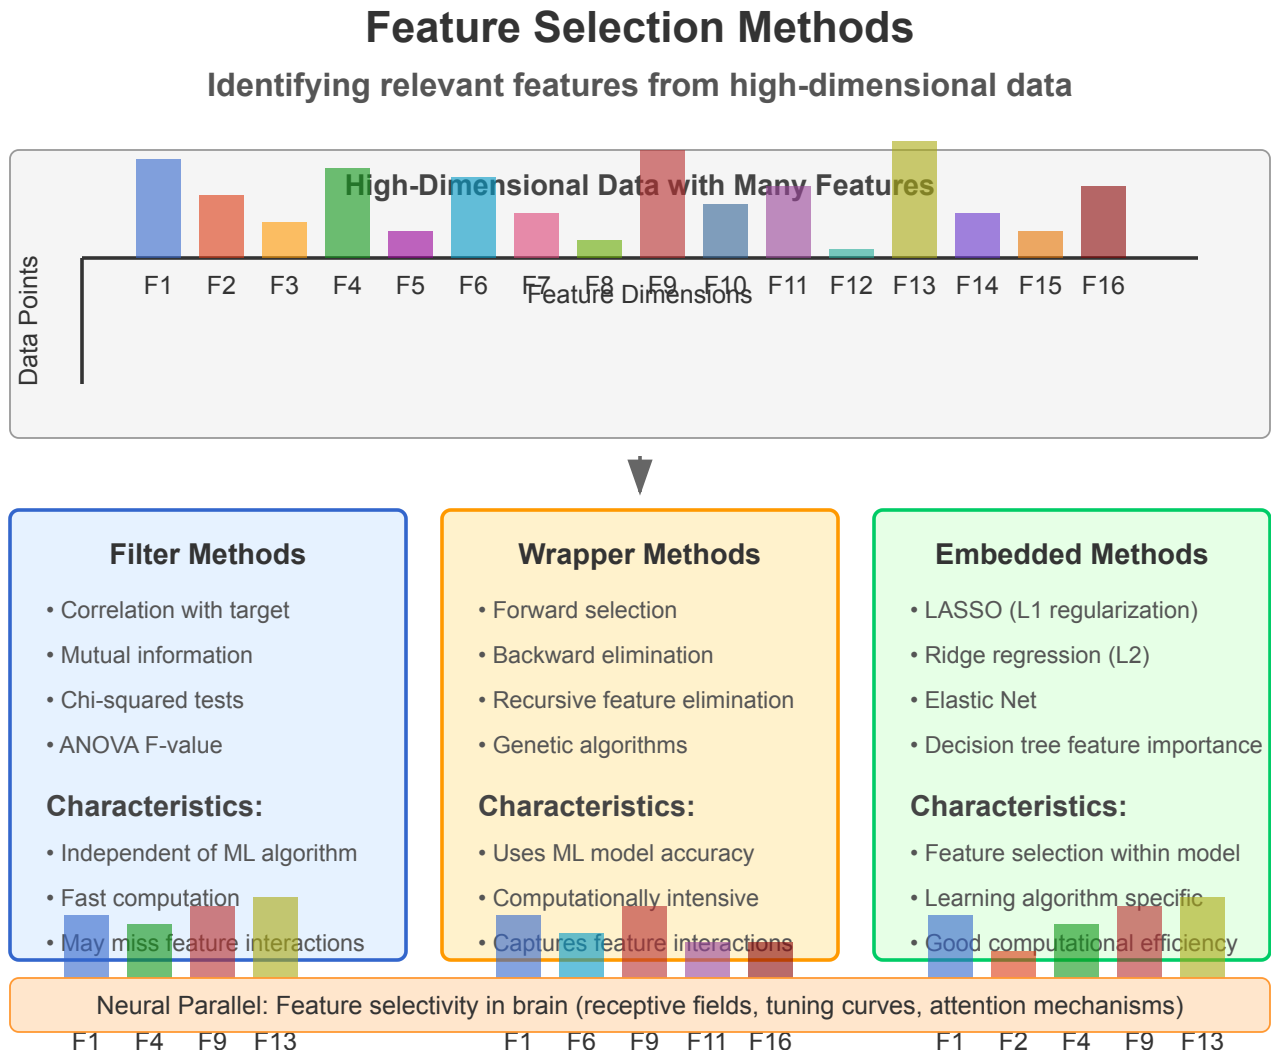 Feature Selection Methods
Identifying relevant features from high-dimensional data
High-Dimensional Data with Many Features
Data Points
F1 F2 F3 F4 F5 F6 F7 F8 F9 F10 F11 F12 F13 F14 F15 F16
Feature Dimensions
Filter Methods
• Correlation with target
• Mutual information
• Chi-squared tests
• ANOVA F-value
Characteristics:
• Independent of ML algorithm
• Fast computation
• May miss feature interactions
F1 F4 F9 F13
Wrapper Methods
• Forward selection
• Backward elimination
• Recursive feature elimination
• Genetic algorithms
Characteristics:
• Uses ML model accuracy
• Computationally intensive
• Captures feature interactions
F1 F6 F9 F11 F16
Embedded Methods
• LASSO (L1 regularization)
• Ridge regression (L2)
• Elastic Net
• Decision tree feature importance
Characteristics:
• Feature selection within model
• Learning algorithm specific
• Good computational efficiency
F1 F2 F4 F9 F13
Neural Parallel: Feature selectivity in brain (receptive fields, tuning curves, attention mechanisms)